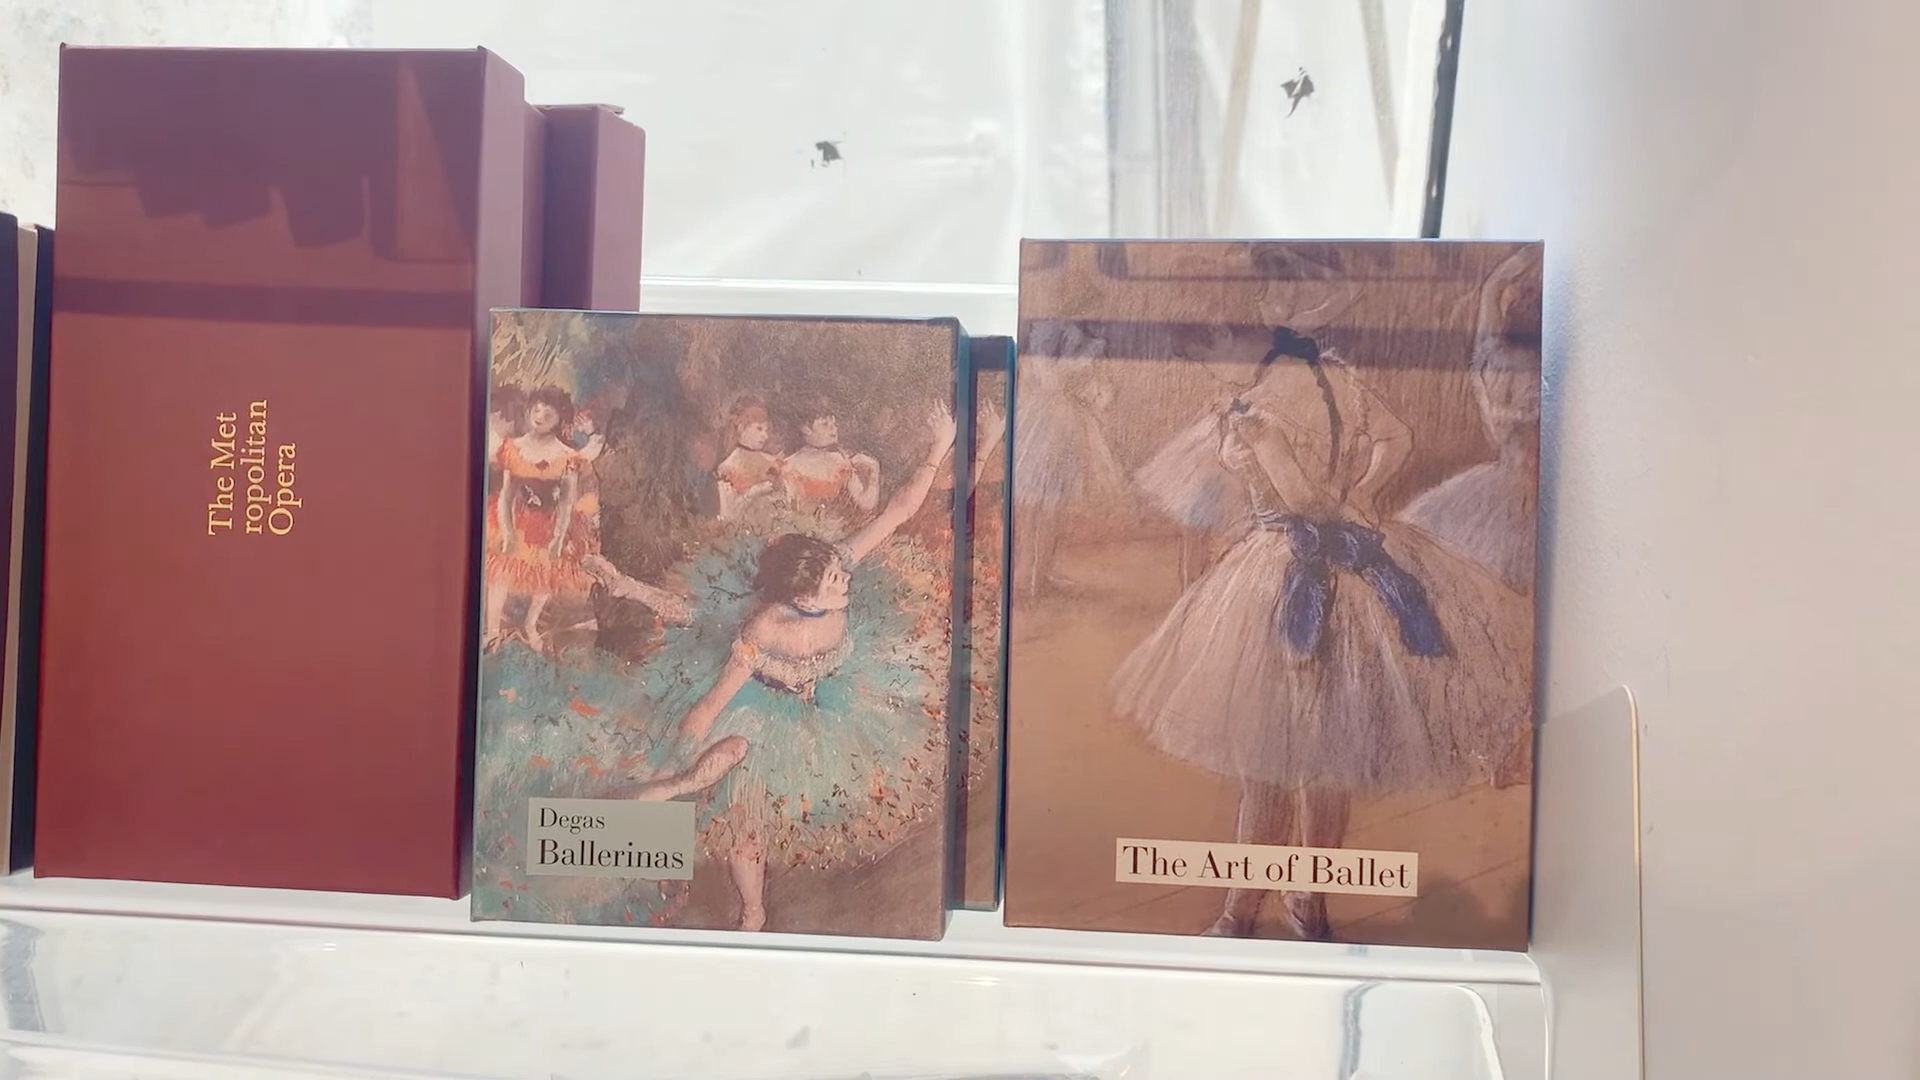 The Met
ropolitan
Opera
Degas
Ballerinas
The Art of Ballet